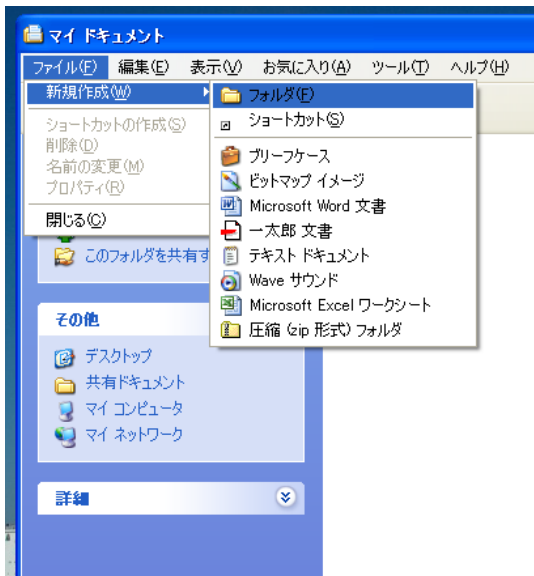 マイ ドキュメント
ファイル(F) 編集(E) 表示(V) お気に入り(A) ツール(T) ヘルプ(H)
新規作成(W)
ショートカットの作成(S)
削除(D)
名前の変更(M)
プロパティ(R)
閉じる(C)
フォルダ(F)
ショートカット(S)
ブリーフケース
ビットマップ イメージ
Microsoft Word 文書
一太郎 文書
テキスト ドキュメント
Wave サウンド
Microsoft Excel ワークシート
圧縮 (zip 形式) フォルダ
このフォルダを共有す
その他
デスクトップ
共有ドキュメント
マイ コンピュータ
マイ ネットワーク
詳細